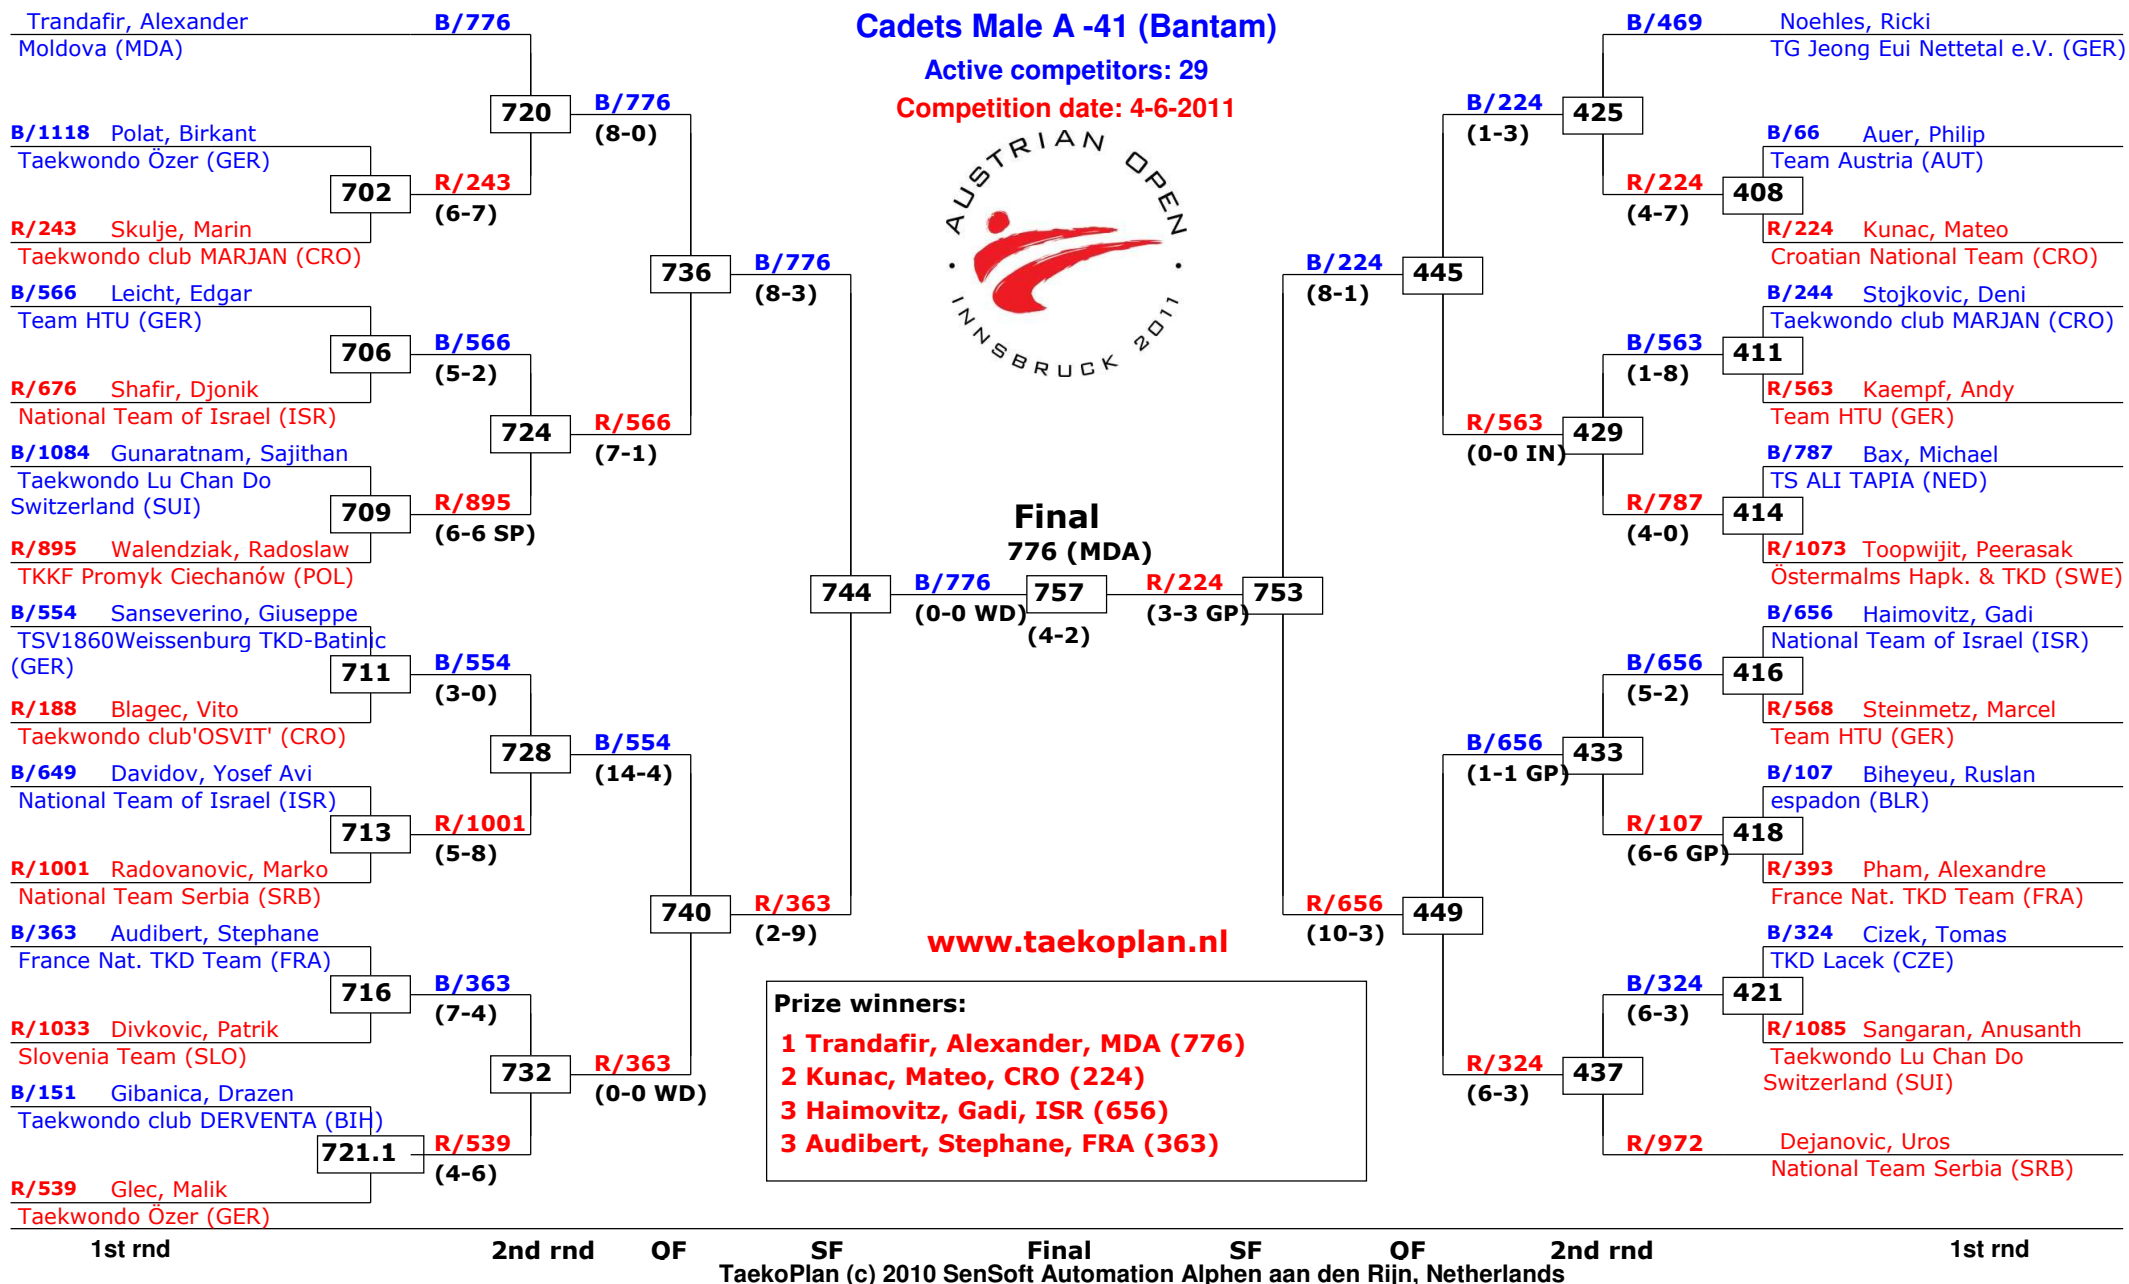 Cadets Male A -41 (Bantam)
Active competitors: 29
Competition date: 4-6-2011
AUSTRIAN OPEN
· INNSBRUCK 2011 ·
Trandafir, Alexander
Moldova (MDA)
B/776
B/1118 Polat, Birkant
Taekwondo Özer (GER)
702
R/243
(6-7)
R/243 Skulje, Marin
Taekwondo club MARJAN (CRO)
720
B/776
(8-0)
B/566 Leicht, Edgar
Team HTU (GER)
706
B/566
(5-2)
R/676 Shafir, Djonik
National Team of Israel (ISR)
724
R/566
(7-1)
B/1084 Gunaratnam, Sajithan
Taekwondo Lu Chan Do
Switzerland (SUI)
709
R/895
(6-6 SP)
R/895 Walendziak, Radoslaw
TKKF Promyk Ciechanów (POL)
736
B/776
(8-3)
B/554 Sanseverino, Giuseppe
TSV1860Weissenburg TKD-Batinic
(GER)
711
B/554
(3-0)
R/188 Blagec, Vito
Taekwondo club'OSVIT' (CRO)
728
B/554
(14-4)
B/649 Davidov, Yosef Avi
National Team of Israel (ISR)
713
R/1001
(5-8)
R/1001 Radovanovic, Marko
National Team Serbia (SRB)
740
R/363
(2-9)
B/363 Audibert, Stephane
France Nat. TKD Team (FRA)
716
B/363
(7-4)
R/1033 Divkovic, Patrik
Slovenia Team (SLO)
732
R/363
(0-0 WD)
B/151 Gibanica, Drazen
Taekwondo club DERVENTA (BIH)
721.1
R/539
(4-6)
R/539 Glec, Malik
Taekwondo Özer (GER)
744
B/776
(0-0 WD)
Final
776 (MDA)
757
(4-2)
R/224
(3-3 GP)
753
B/469 Noehles, Ricki
TG Jeong Eui Nettetal e.V. (GER)
B/224
(1-3)
425
B/66 Auer, Philip
Team Austria (AUT)
R/224
(4-7)
408
R/224 Kunac, Mateo
Croatian National Team (CRO)
B/224
(8-1)
445
B/244 Stojkovic, Deni
Taekwondo club MARJAN (CRO)
B/563
(1-8)
411
R/563 Kaempf, Andy
Team HTU (GER)
R/563
(0-0 IN)
429
B/787 Bax, Michael
TS ALI TAPIA (NED)
R/787
(4-0)
414
R/1073 Toopwijit, Peerasak
Östermalms Hapk. & TKD (SWE)
B/656 Haimovitz, Gadi
National Team of Israel (ISR)
B/656
(5-2)
416
R/568 Steinmetz, Marcel
Team HTU (GER)
B/656
(1-1 GP)
433
B/107 Biheyeu, Ruslan
espadon (BLR)
R/107
(6-6 GP)
418
R/393 Pham, Alexandre
France Nat. TKD Team (FRA)
R/656
(10-3)
449
B/324 Cizek, Tomas
TKD Lacek (CZE)
B/324
(6-3)
421
R/1085 Sangaran, Anusanth
Taekwondo Lu Chan Do
Switzerland (SUI)
R/324
(6-3)
437
R/972 Dejanovic, Uros
National Team Serbia (SRB)
www.taekoplan.nl
Prize winners:
1 Trandafir, Alexander, MDA (776)
2 Kunac, Mateo, CRO (224)
3 Haimovitz, Gadi, ISR (656)
3 Audibert, Stephane, FRA (363)
1st rnd 2nd rnd QF SF Final SF QF 2nd rnd 1st rnd
TaekoPlan (c) 2010 SenSoft Automation Alphen aan den Rijn, Netherlands